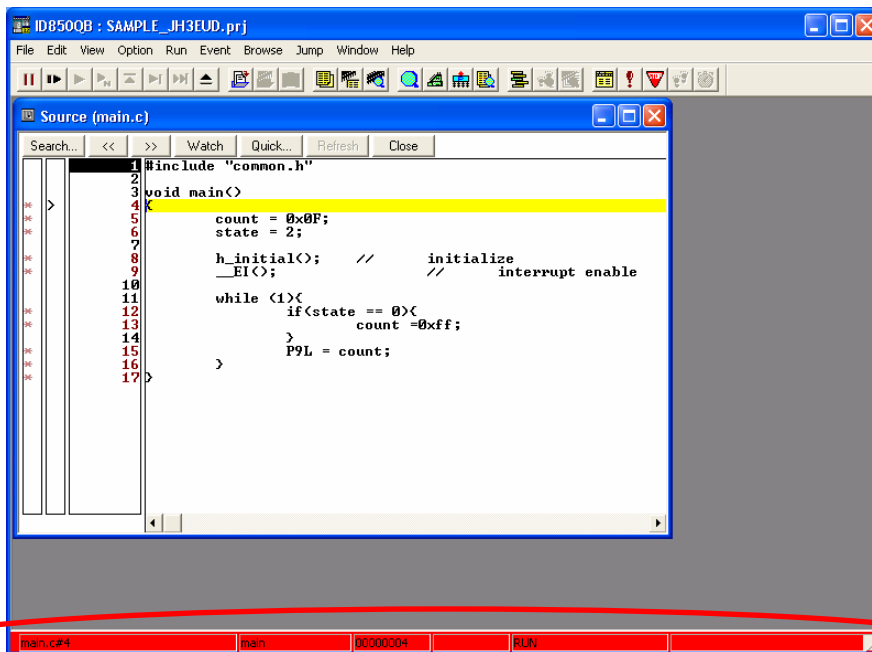 ID850QB : SAMPLE_JH3EUD.prj
File Edit View Option Run Event Browse Jump Window Help
STOP
Source (main.c)
Search... << >> Watch Quick... Refresh Close
1 #include "common.h"
2
3 void main()
* > 4 {
* 5 count = 0x0F;
* 6 state = 2;
7
* 8 h_initial(); // initialize
* 9 __EI(); // interrupt enable
10
11 while (1){
* 12 if(state == 0){
* 13 count =0xff;
14 }
* 15 P9L = count;
* 16 }
* 17 }
main.c#4 main 00000004 RUN